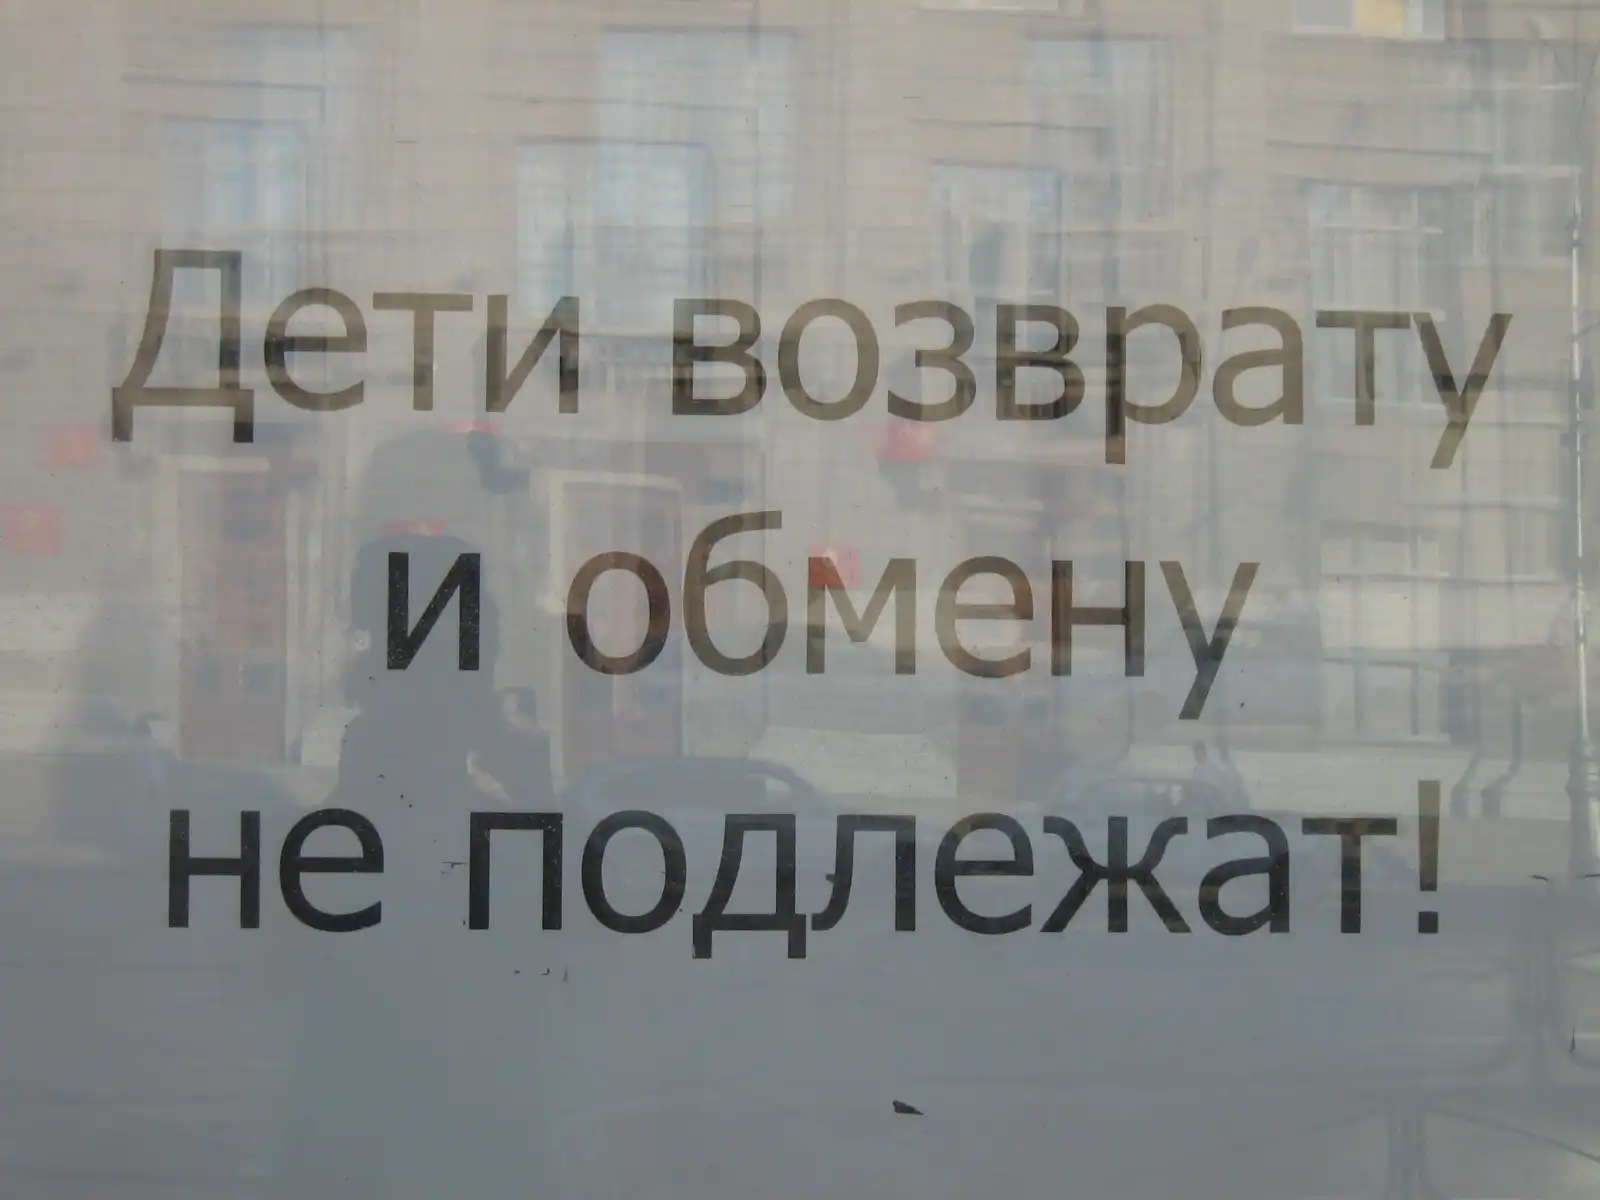 Дети возврату
и обмену
не подлежат!